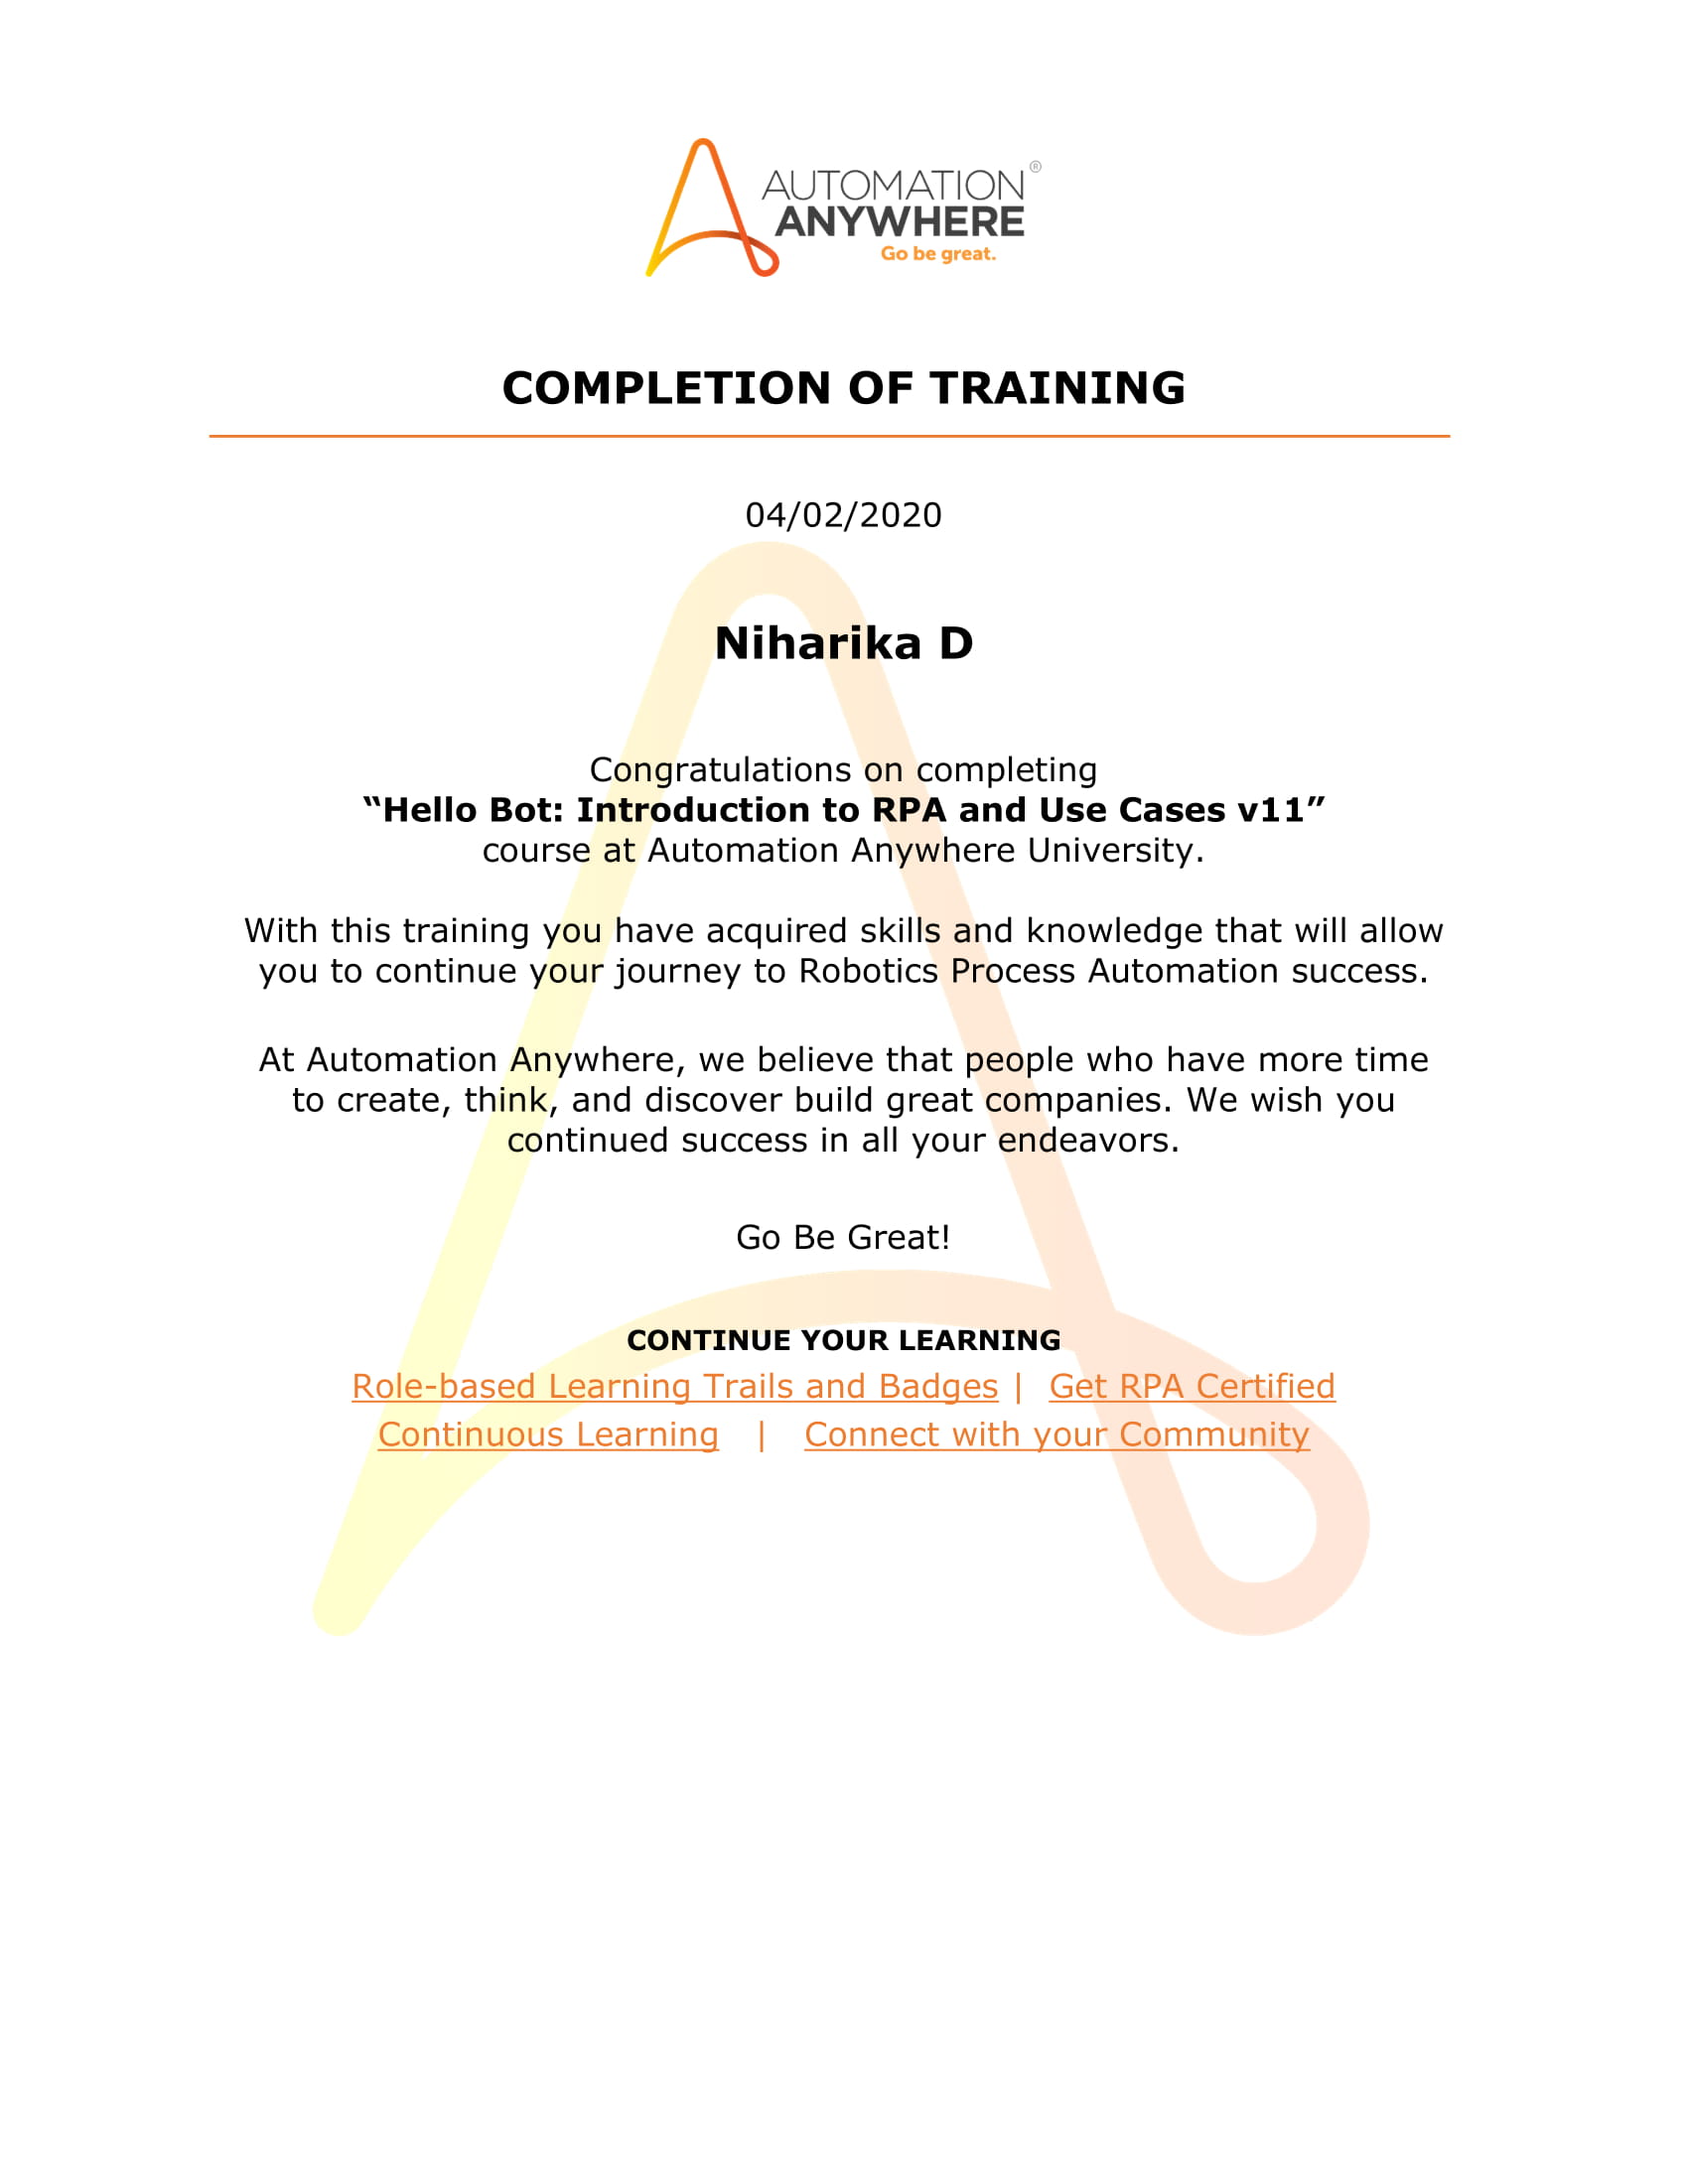 AUTOMATION ®
ANYWHERE
Go be great.
COMPLETION OF TRAINING
04/02/2020
Niharika D
Congratulations on completing
“Hello Bot: Introduction to RPA and Use Cases v11”
course at Automation Anywhere University.
With this training you have acquired skills and knowledge that will allow
you to continue your journey to Robotics Process Automation success.
At Automation Anywhere, we believe that people who have more time
to create, think, and discover build great companies. We wish you
continued success in all your endeavors.
Go Be Great!
CONTINUE YOUR LEARNING
Role-based Learning Trails and Badges | Get RPA Certified
Continuous Learning | Connect with your Community